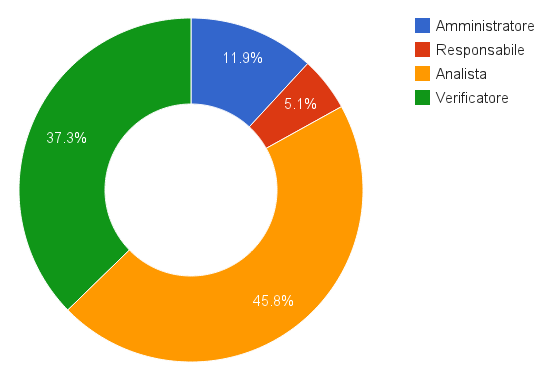 Amministratore
Responsabile
Analista
Verificatore
11.9%
5.1%
37.3%
45.8%